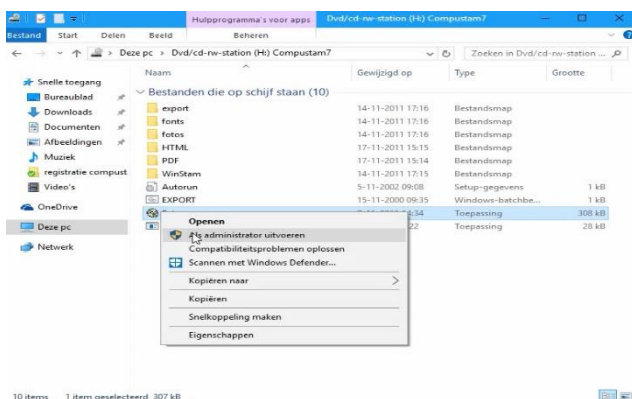 Hulpprogramma's voor apps Dvd/cd-rw-station (H:) Compustam7
Bestand Start Delen Beeld Beheren
Deze pc > Dvd/cd-rw-station (H:) Compustam7 Zoeken in Dvd/cd-rw-station ...
Naam Gewijzigd op Type Grootte
Snelle toegang
Bureaublad
Downloads
Documenten
Afbeeldingen
Muziek
registratie compust
Video's
OneDrive
Deze pc
Netwerk
Bestanden die op schijf staan (10)
export 14-11-2011 17:16 Bestandsmap
fonts 14-11-2011 17:16 Bestandsmap
fotos 14-11-2011 17:16 Bestandsmap
HTML 17-11-2011 15:15 Bestandsmap
PDF 17-11-2011 15:14 Bestandsmap
WinStam 14-11-2011 17:15 Bestandsmap
Autorun 5-11-2002 09:08 Setup-gegevens 1 kB
EXPORT 15-11-2000 09:35 Windows-batchbe... 1 kB
Toepassing 308 kB
22 Toepassing 28 kB
Openen
Als administrator uitvoeren
Compatibiliteitsproblemen oplossen
Scannen met Windows Defender...
Kopiëren naar
Kopiëren
Snelkoppeling maken
Eigenschappen
10 items 1 item geselecteerd 307 kB